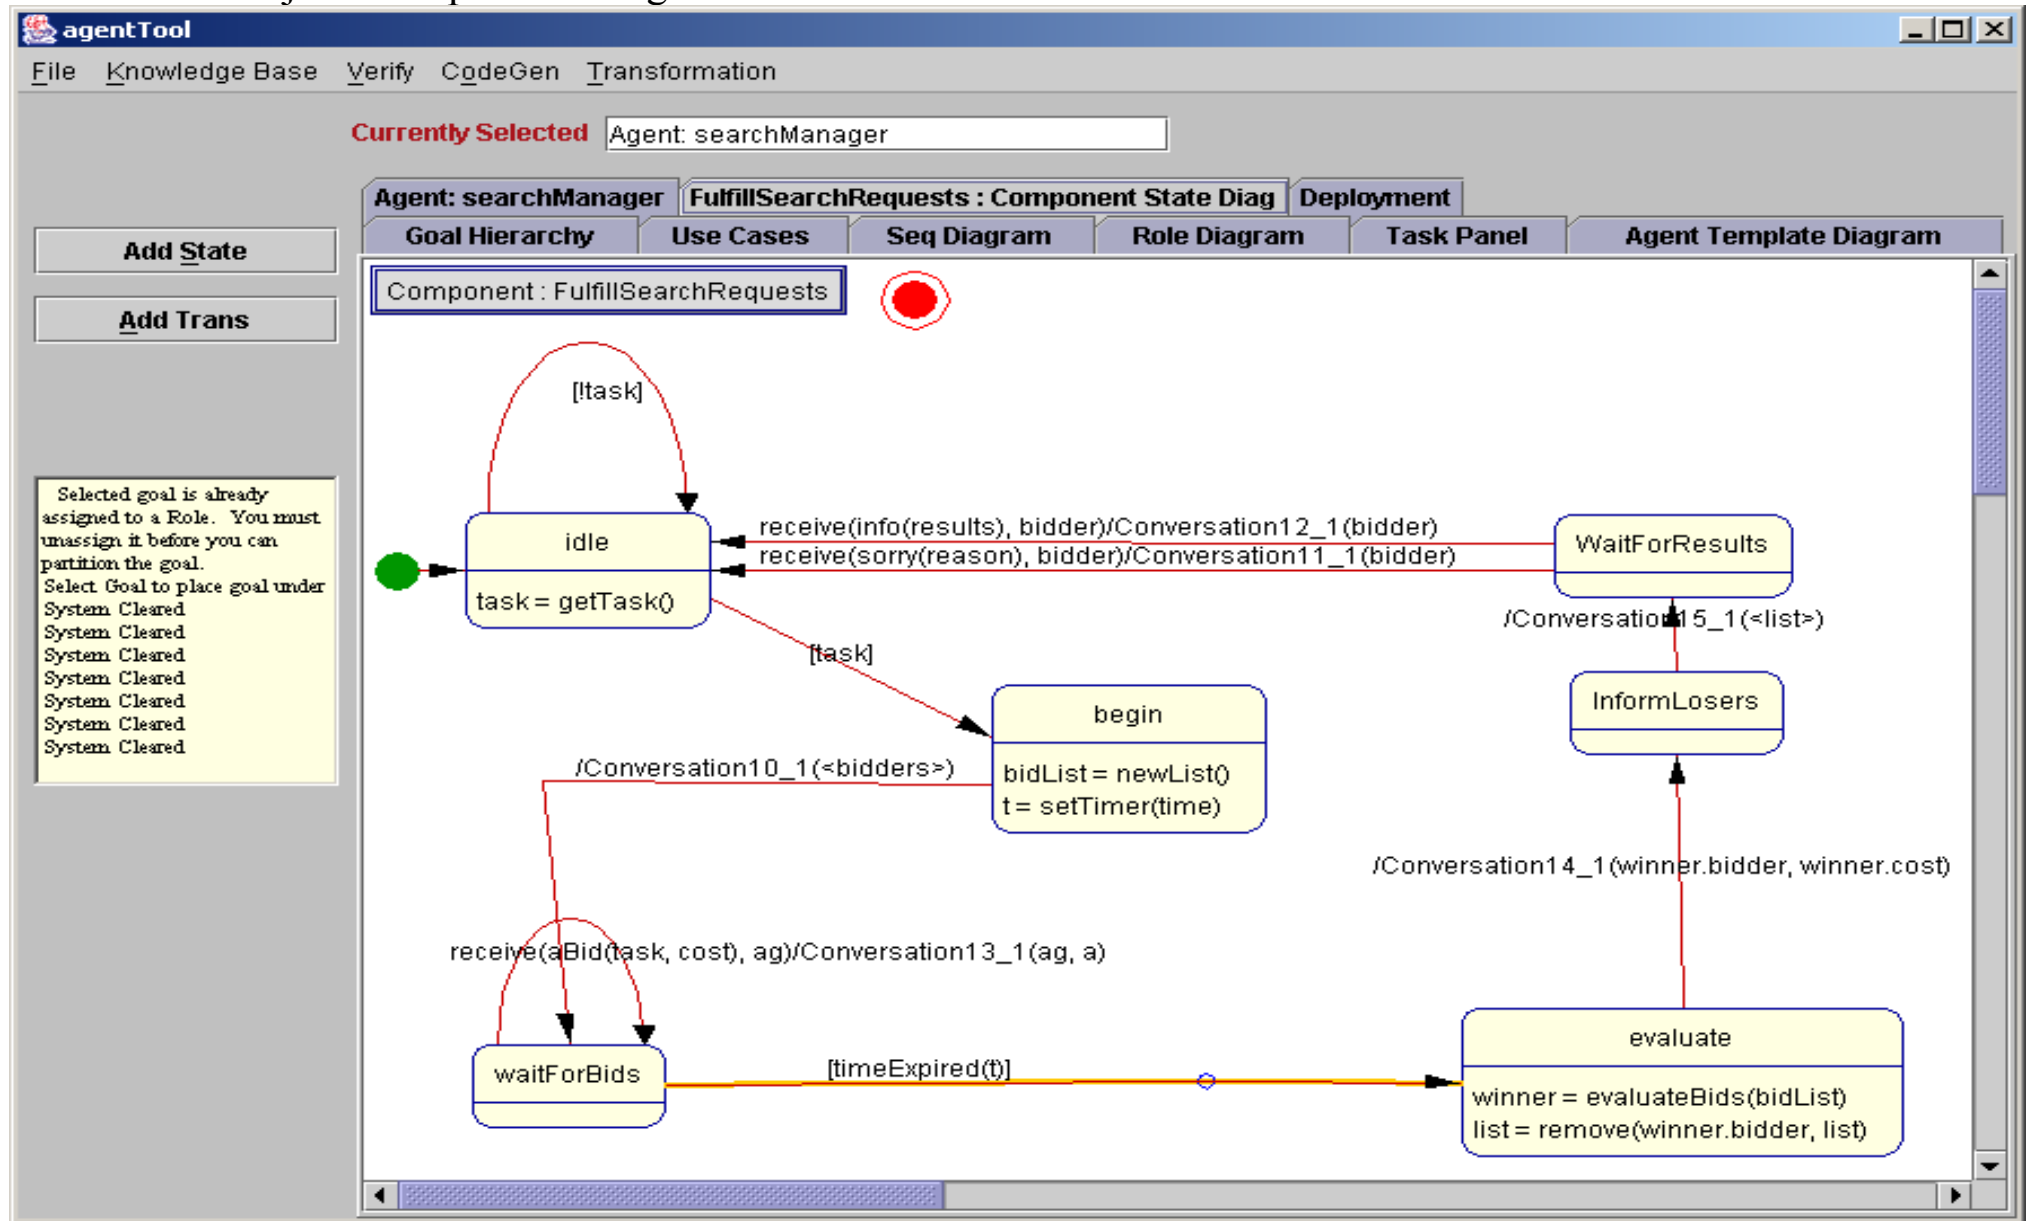 agentTool
File Knowledge Base Verify CodeGen Transformation
Currently Selected Agent: searchManager
Agent: searchManager FulfillSearchRequests : Component State Diag Deployment
Goal Hierarchy Use Cases Seq Diagram Role Diagram Task Panel Agent Template Diagram
Add State
Add Trans
Selected goal is already
assigned to a Role. You must
unassign it before you can
partition the goal.
Select Goal to place goal under
System Cleared
System Cleared
System Cleared
System Cleared
System Cleared
System Cleared
System Cleared
Component : FulfillSearchRequests
[!task]
idle
task = getTask()
receive(info(results), bidder)/Conversation12_1(bidder)
receive(sorry(reason), bidder)/Conversation11_1(bidder)
WaitForResults
/Conversation15_1(<list>)
[task]
InformLosers
begin
bidList = newList()
t = setTimer(time)
/Conversation10_1(<bidders>)
/Conversation14_1(winner.bidder, winner.cost)
receive(aBid(task, cost), ag)/Conversation13_1(ag, a)
waitForBids
[timeExpired(t)]
evaluate
winner = evaluateBids(bidList)
list = remove(winner.bidder, list)